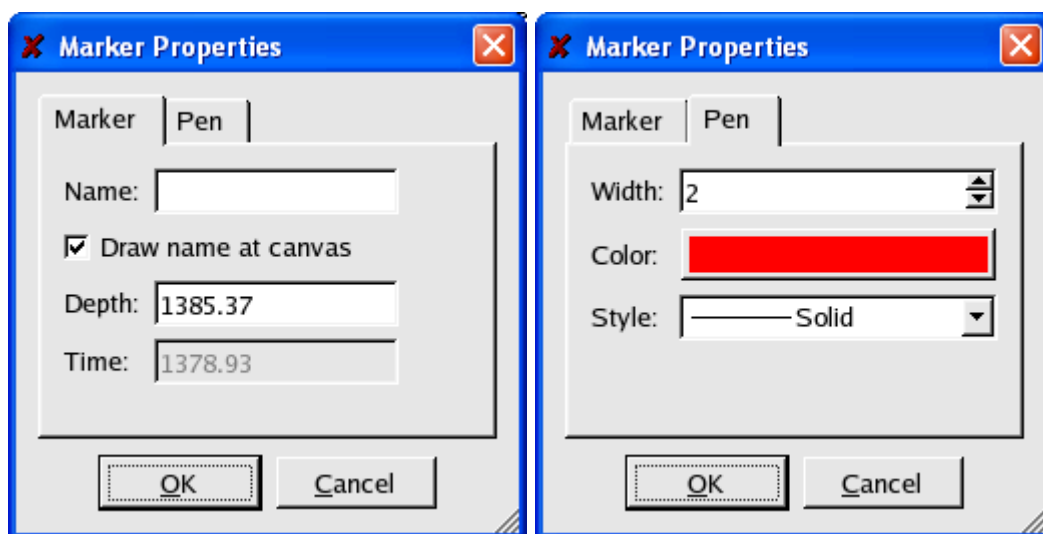 Marker Properties
Marker Pen
Name:
Draw name at canvas
Depth: 1385.37
Time: 1378.93
OK Cancel
Marker Properties
Marker Pen
Width: 2
Color:
Style: Solid
OK Cancel